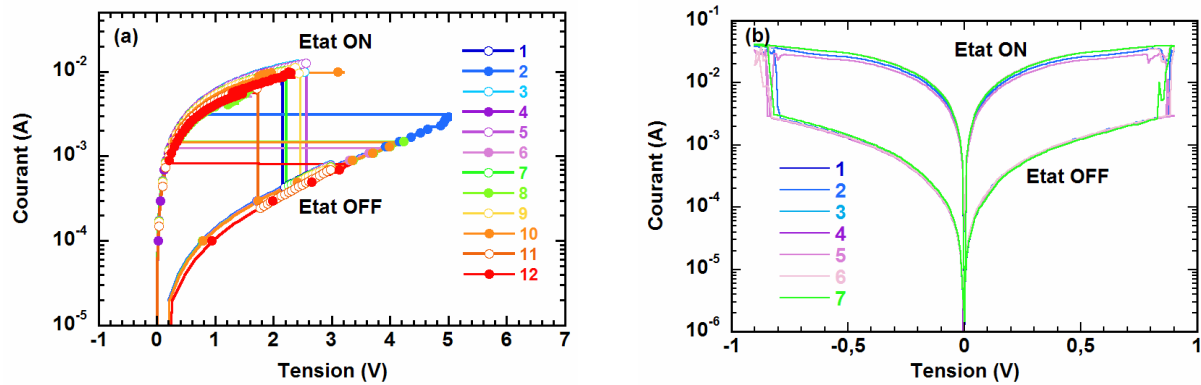 (a)
Etat ON
Etat OFF
1
2
3
4
5
6
7
8
9
10
11
12
10^-1
10^-2
10^-3
10^-4
10^-5
Courant (A)
-1 0 1 2 3 4 5 6 7
Tension (V)
(b)
Etat ON
Etat OFF
1
2
3
4
5
6
7
10^-1
10^-2
10^-3
10^-4
10^-5
10^-6
Courant (A)
-1 -0,5 0 0,5 1
Tension (V)